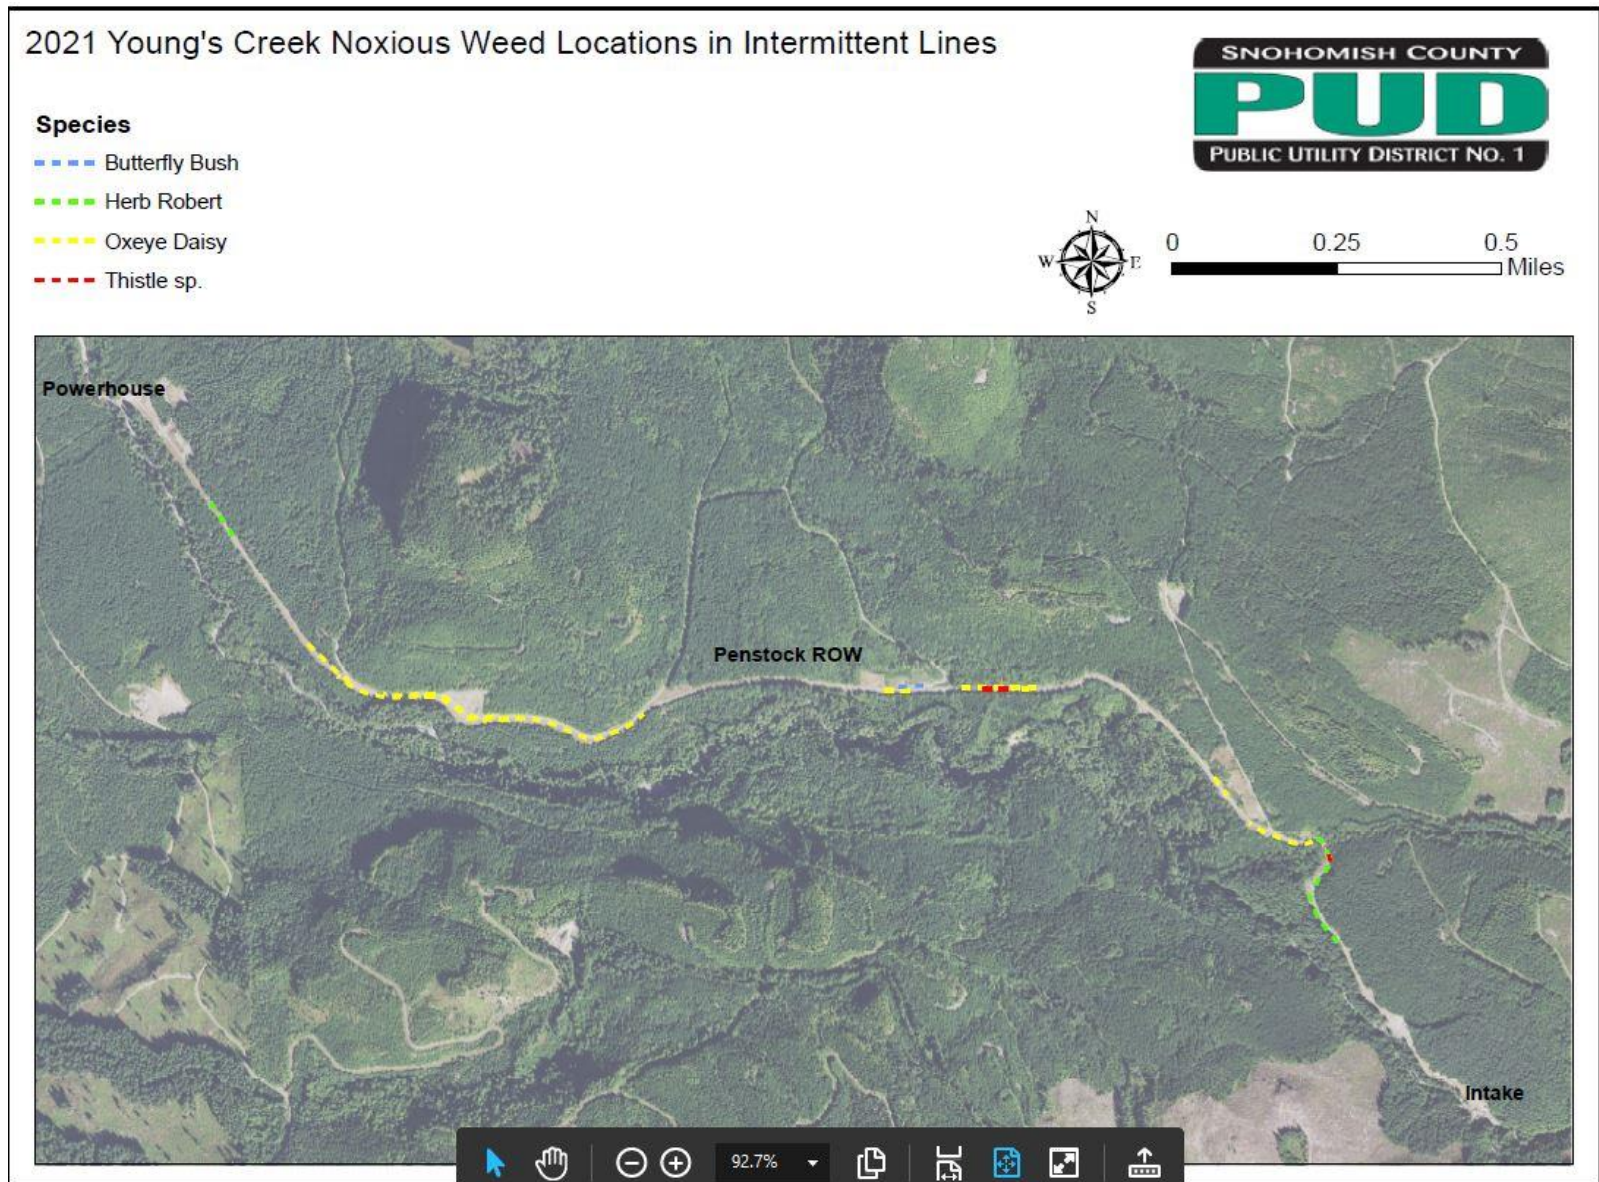 2021 Young's Creek Noxious Weed Locations in Intermittent Lines
SNOHOMISH COUNTY
PUD
PUBLIC UTILITY DISTRICT NO. 1
Species
Butterfly Bush
Herb Robert
Oxeye Daisy
Thistle sp.
N
W E
S
0 0.25 0.5
Miles
Powerhouse
Penstock ROW
Intake
92.7%